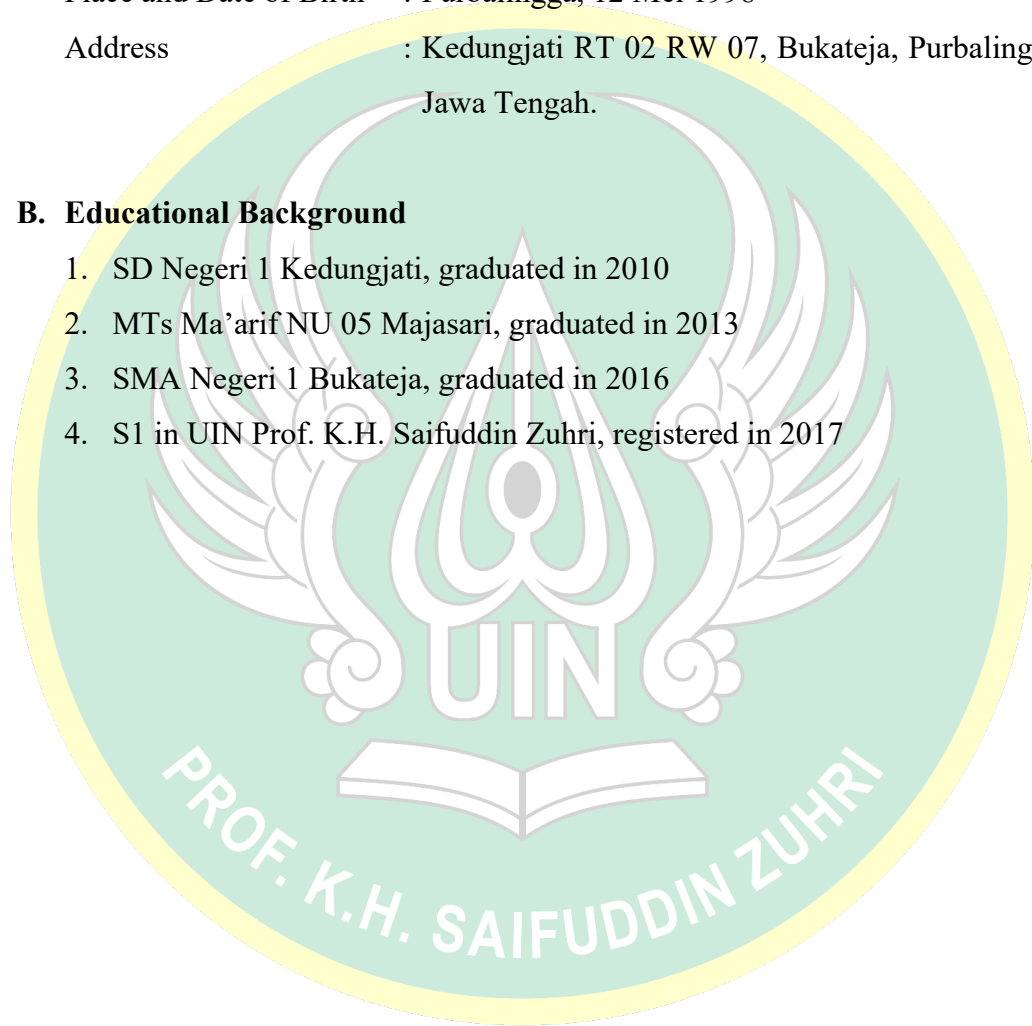 Address : Kedungjati RT 02 RW 07, Bukateja, Purbaling
Jawa Tengah.
B. Educational Background
1. SD Negeri 1 Kedungjati, graduated in 2010
2. MTs Ma’arif NU 05 Majasari, graduated in 2013
3. SMA Negeri 1 Bukateja, graduated in 2016
4. S1 in UIN Prof. K.H. Saifuddin Zuhri, registered in 2017
UIN
PROF. K.H. SAIFUDDIN ZUHRI